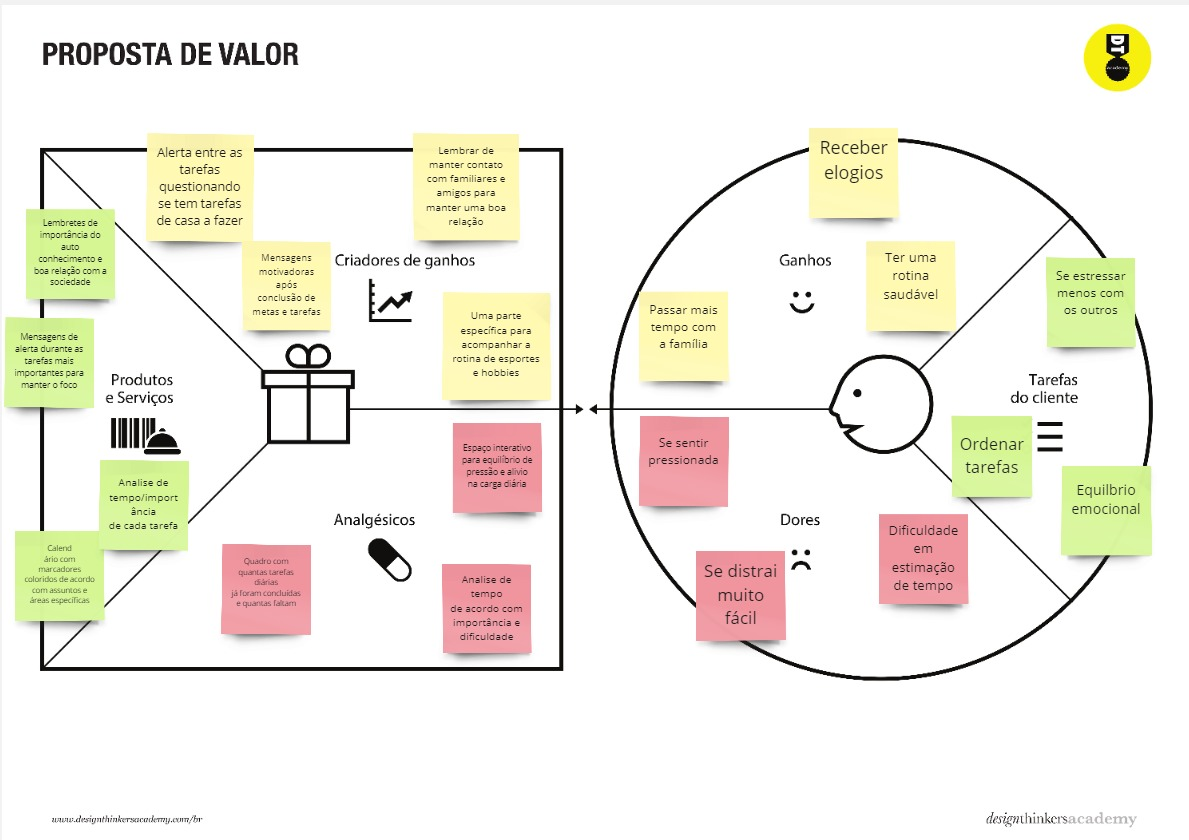 PROPOSTA DE VALOR
DT
academy
Alerta entre as
tarefas
questionando
se tem tarefas
de casa a fazer
Lembrar de
manter contato
com familiares e
amigos para
manter uma boa
relação
Lembretes de
importância do
auto
conhecimento e
boa relação com a
sociedade
Mensagens
motivadoras
após
conclusão de
metas e tarefas
Criadores de ganhos
Uma parte
específica para
acompanhar a
rotina de esportes
e hobbies
Mensagens de
alerta durante as
tarefas mais
importantes para
manter o foco
Produtos
e Serviços
Analise de
tempo/import
ância
de cada tarefa
Calend
ário com
marcadores
coloridos de acordo
com assuntos e
áreas específicas
Espaço interativo
para equilíbrio de
pressão e alivio
na carga diária
Analgésicos
Quadro com
quantas tarefas
diárias
já foram concluídas
e quantas faltam
Analise de
tempo
de acordo com
importância e
dificuldade
Receber
elogios
Ganhos
Ter uma
rotina
saudável
Passar mais
tempo com
a família
Se estressar
menos com
os outros
Tarefas
do cliente
Ordenar
tarefas
Equilbrio
emocional
Se sentir
pressionada
Dores
Se distrai
muito
fácil
Dificuldade
em
estimação
de tempo
www.designthinkersacademy.com/br
designthinkersacademy